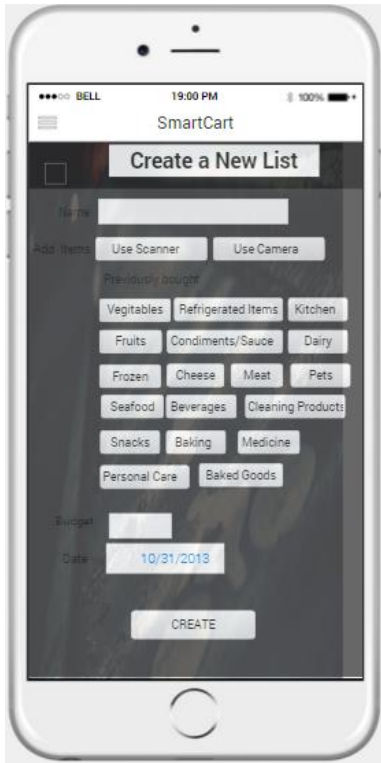 BELL 19:00 PM 100%
SmartCart
Create a New List
Name
Add Items Use Scanner Use Camera
Previously bought
Vegitables Refrigerated Items Kitchen
Fruits Condiments/Sauce Dairy
Frozen Cheese Meat Pets
Seafood Beverages Cleaning Products
Snacks Baking Medicine
Personal Care Baked Goods
Budget
Date 10/31/2013
CREATE